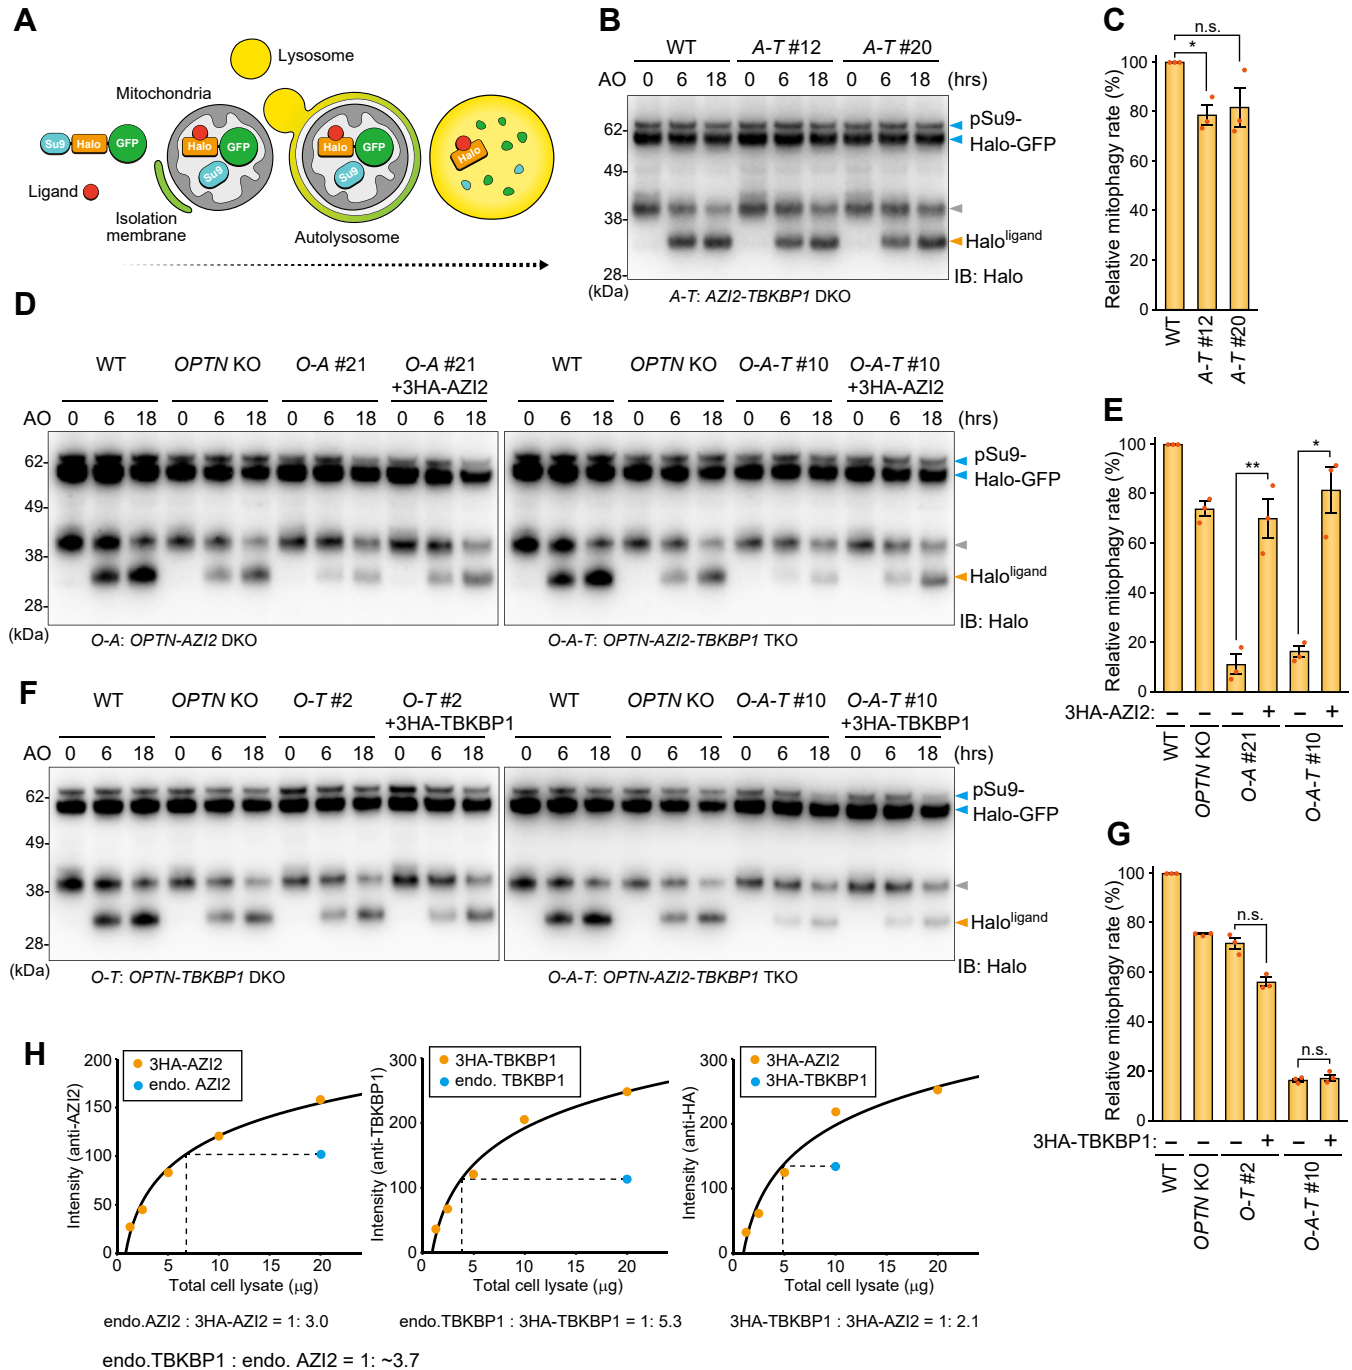 A
Lysosome
Mitochondria
Su9 Halo GFP
Halo GFP
Su9
Halo GFP
Su9
Halo
Ligand
Isolation
membrane
Autolysosome
B
WT A-T #12 A-T #20
AO 0 6 18 0 6 18 0 6 18 (hrs)
62-
49-
38-
28-
(kDa)
pSu9-
Halo-GFP
Halo^ligand
IB: Halo
A-T: AZI2-TBKBP1 DKO
C
Relative mitophagy rate (%)
100
80
60
40
20
0
n.s.
*
WT
A-T #12
A-T #20
D
WT OPTN KO O-A #21 O-A #21
+3HA-AZI2
WT OPTN KO O-A-T #10 O-A-T #10
+3HA-AZI2
AO 0 6 18 0 6 18 0 6 18 0 6 18 0 6 18 0 6 18 0 6 18 0 6 18 (hrs)
62-
49-
38-
28-
(kDa)
pSu9-
Halo-GFP
Halo^ligand
IB: Halo
O-A: OPTN-AZI2 DKO
O-A-T: OPTN-AZI2-TBKBP1 TKO
E
Relative mitophagy rate (%)
100
80
60
40
20
0
**
*
3HA-AZI2: − − − + − +
WT
OPTN KO
O-A #21
O-A-T #10
F
WT OPTN KO O-T #2 O-T #2
+3HA-TBKBP1
WT OPTN KO O-A-T #10 O-A-T #10
+3HA-TBKBP1
AO 0 6 18 0 6 18 0 6 18 0 6 18 0 6 18 0 6 18 0 6 18 0 6 18 (hrs)
62-
49-
38-
28-
(kDa)
pSu9-
Halo-GFP
Halo^ligand
IB: Halo
O-T: OPTN-TBKBP1 DKO
O-A-T: OPTN-AZI2-TBKBP1 TKO
G
Relative mitophagy rate (%)
100
80
60
40
20
0
n.s.
n.s.
3HA-TBKBP1: − − − + − +
WT
OPTN KO
O-T #2
O-A-T #10
H
Intensity (anti-AZI2)
200
150
100
50
0
3HA-AZI2
endo. AZI2
0 5 10 15 20
Total cell lysate (μg)
endo.AZI2 : 3HA-AZI2 = 1: 3.0
Intensity (anti-TBKBP1)
300
200
100
0
3HA-TBKBP1
endo. TBKBP1
0 5 10 15 20
Total cell lysate (μg)
endo.TBKBP1 : 3HA-TBKBP1 = 1: 5.3
Intensity (anti-HA)
300
200
100
0
3HA-AZI2
3HA-TBKBP1
0 5 10 15 20
Total cell lysate (μg)
3HA-TBKBP1 : 3HA-AZI2 = 1: 2.1
endo.TBKBP1 : endo. AZI2 = 1: ~3.7